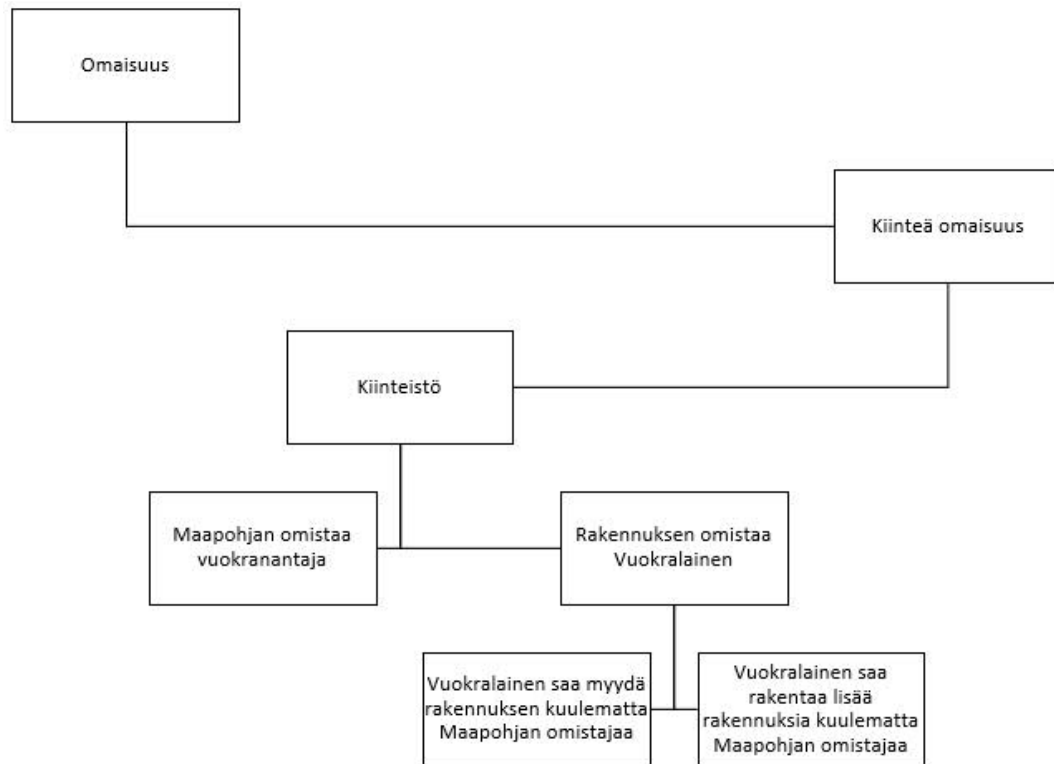 Omaisuus
Kiinteä omaisuus
Kiinteistö
Maapohjan omistaa
vuokranantaja
Rakennuksen omistaa
Vuokralainen
Vuokralainen saa myydä
rakennuksen kuulematta
Maapohjan omistajaa
Vuokralainen saa
rakentaa lisää
rakennuksia kuulematta
Maapohjan omistajaa